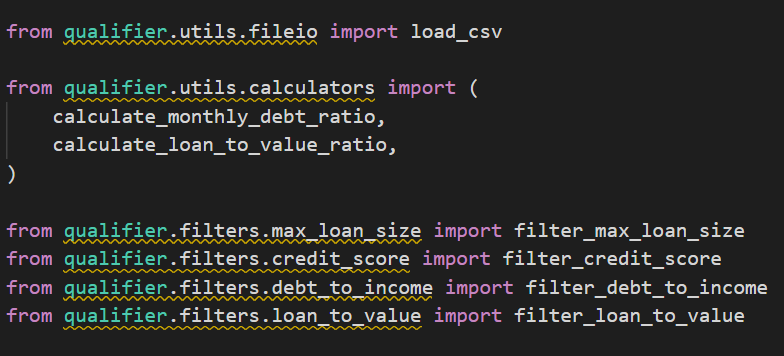 from qualifier.utils.fileio import load_csv
from qualifier.utils.calculators import (
    calculate_monthly_debt_ratio,
    calculate_loan_to_value_ratio,
)
from qualifier.filters.max_loan_size import filter_max_loan_size
from qualifier.filters.credit_score import filter_credit_score
from qualifier.filters.debt_to_income import filter_debt_to_income
from qualifier.filters.loan_to_value import filter_loan_to_value